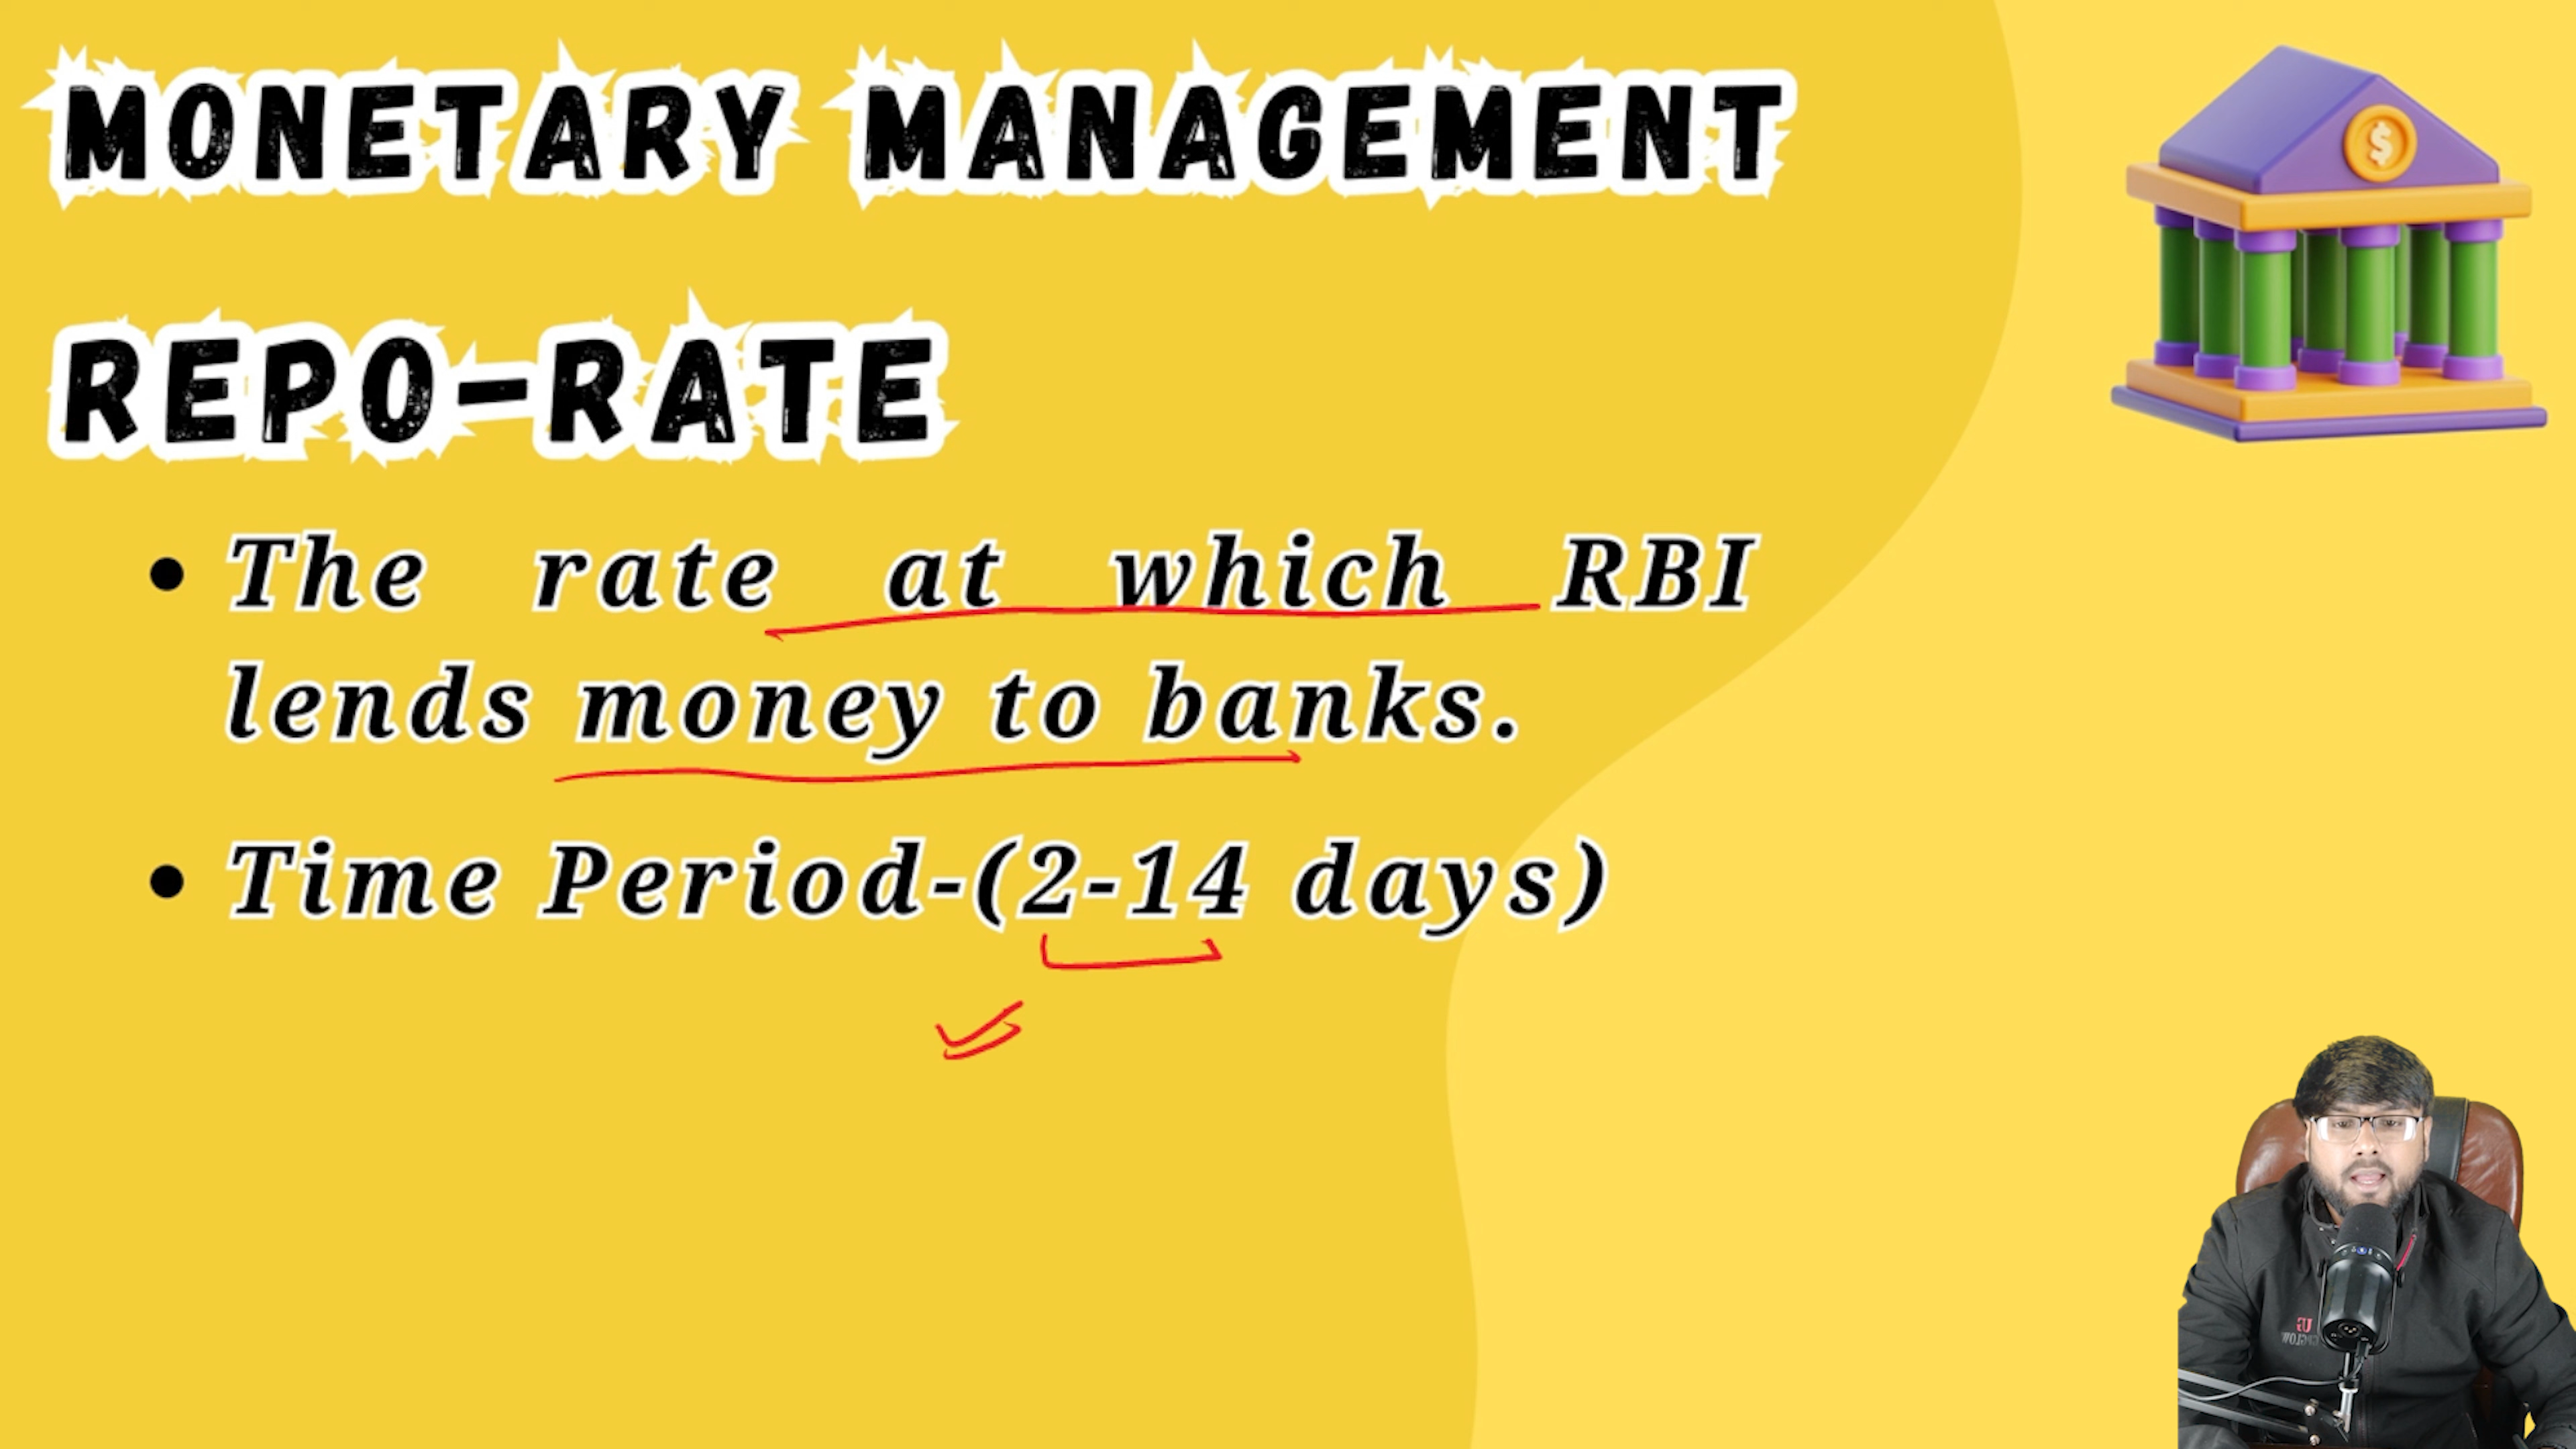 MONETARY MANAGEMENT
REPO-RATE
• The rate at which RBI
lends money to banks.
• Time Period-(2-14 days)